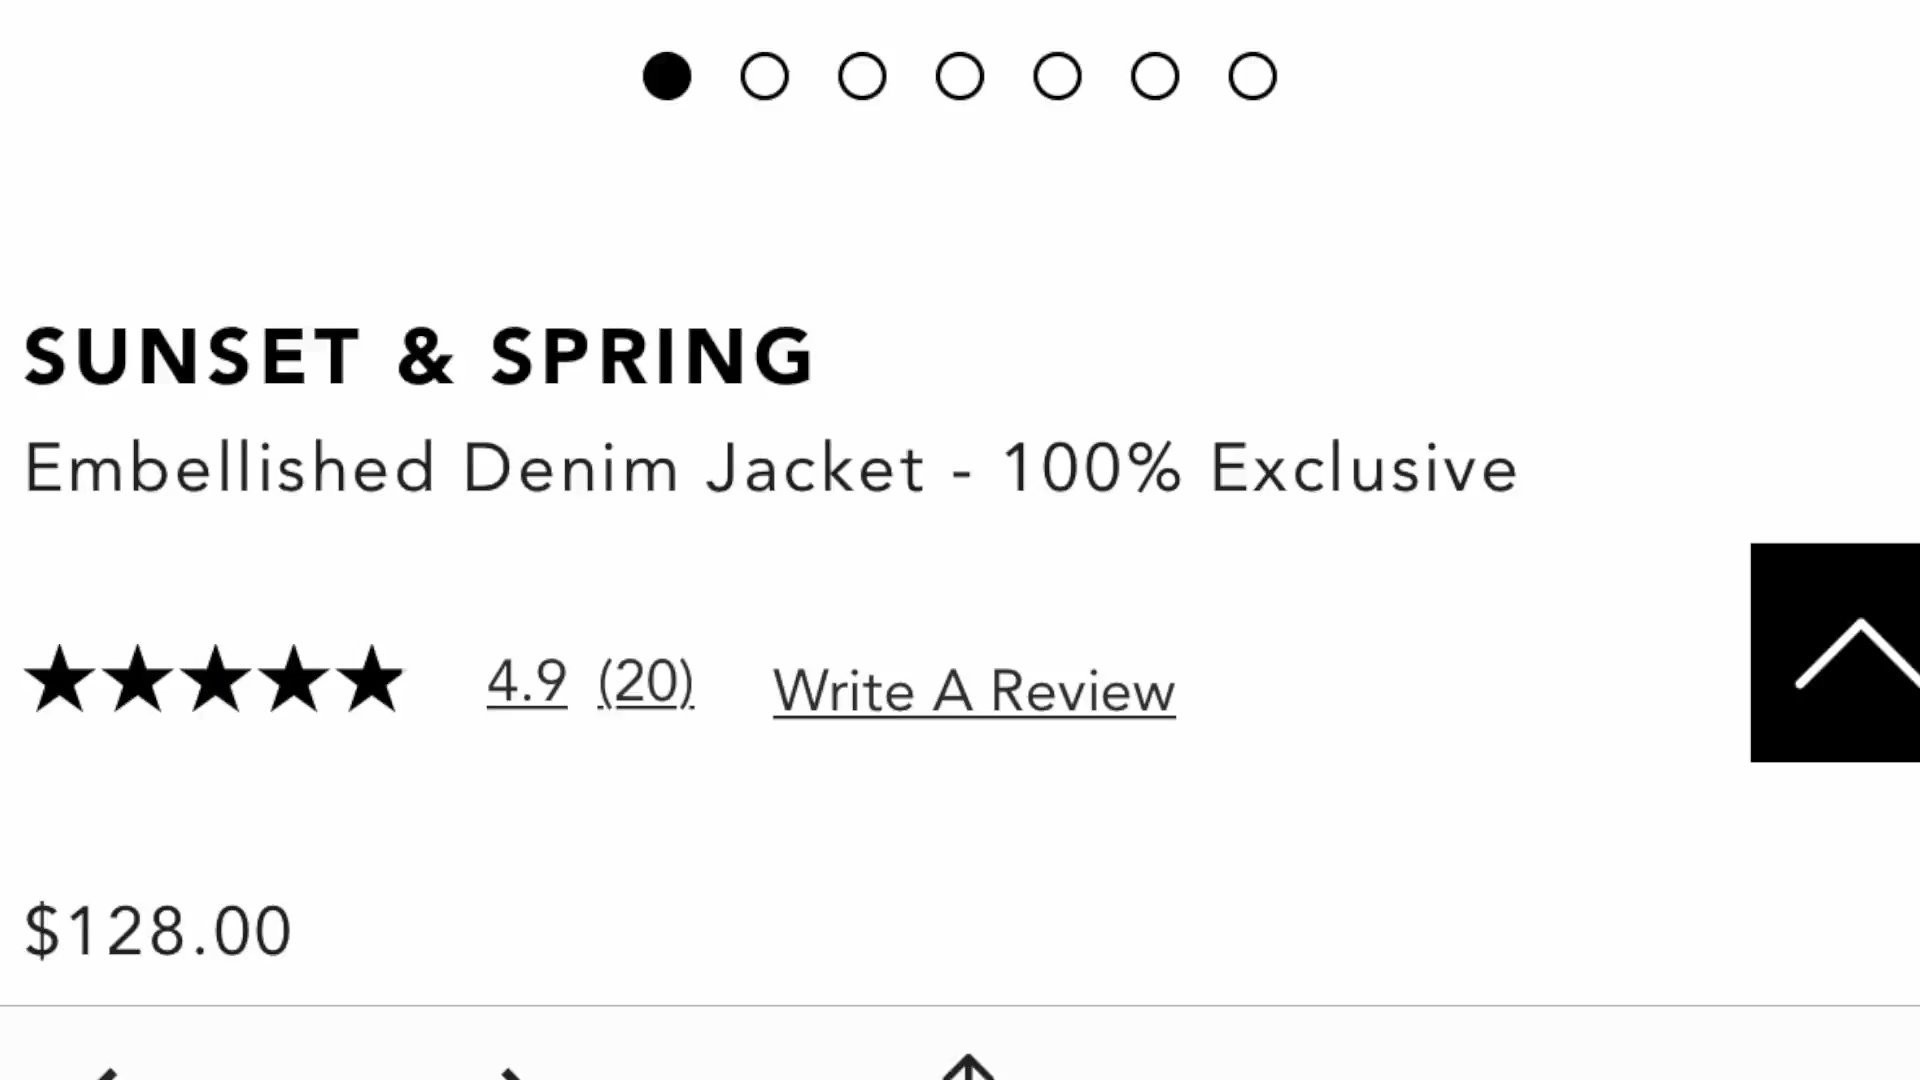 SUNSET & SPRING
Embellished Denim Jacket - 100% Exclusive
4.9 (20) Write A Review
$128.00